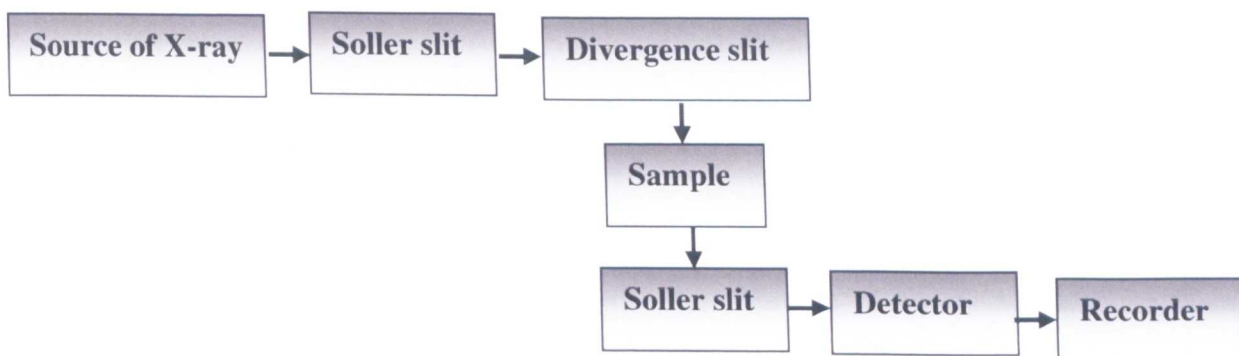 Source of X-ray
Soller slit
Divergence slit
Sample
Soller slit
Detector
Recorder